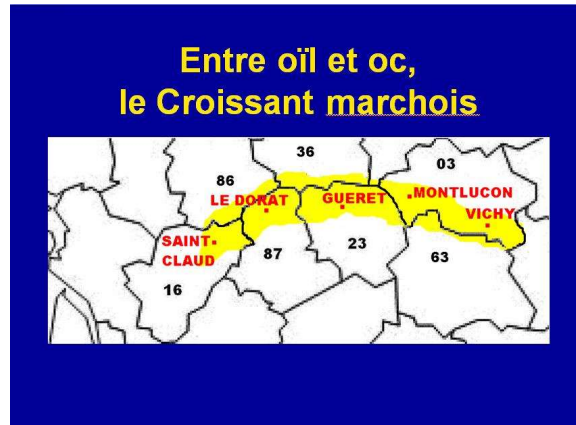 Entre oïl et oc,
le Croissant marchois
36
03
86
LE DORAT
GUERET
MONTLUCON
VICHY
SAINT-
CLAUD
87
23
63
16